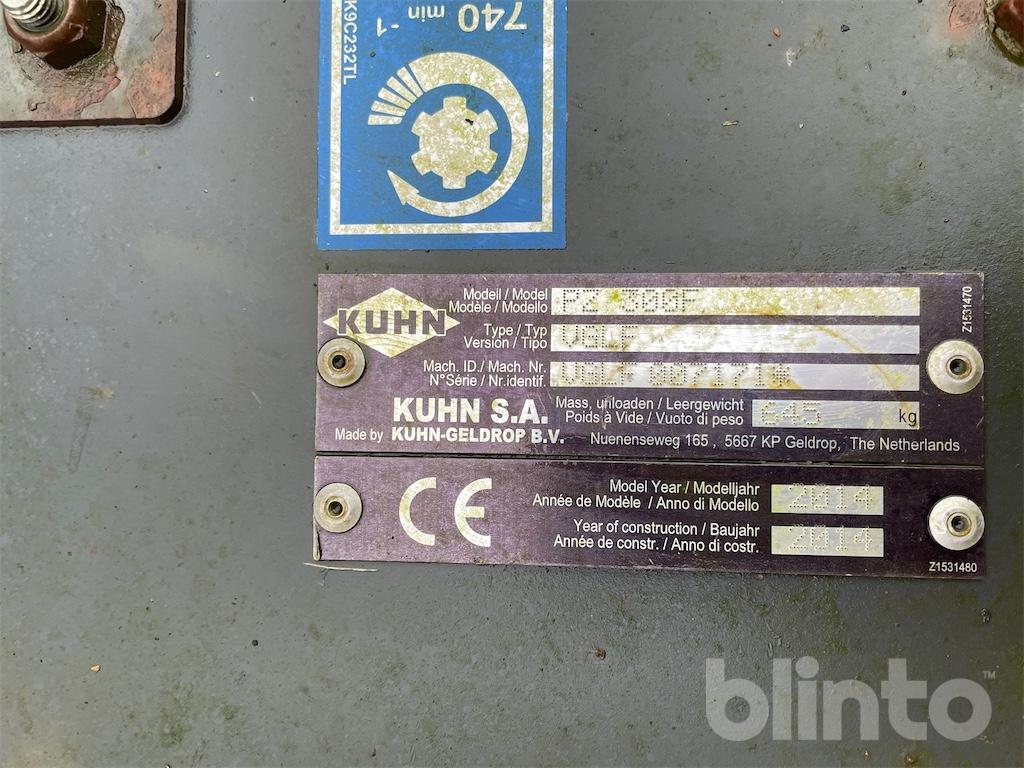 740
min -1
K9C232TL
KUHN
Modell / Model
Modèle / Modello
Type / Typ
Version / Tipo
VGLF
Mach. ID./ Mach. Nr.
N°Série / Nr.identif.
KUHN S.A.
Made by KUHN-GELDROP B.V.
Mass, unloaden / Leergewicht
Poids à Vide / Vuoto di peso
645 kg
Nuenenseweg 165 , 5667 KP Geldrop, The Netherlands
Z1531470
CE
Model Year / Modelljahr
Année de Modèle / Anno di Modello
2014
Year of construction / Baujahr
Année de constr. / Anno di costr.
2014
Z1531480
blinto™